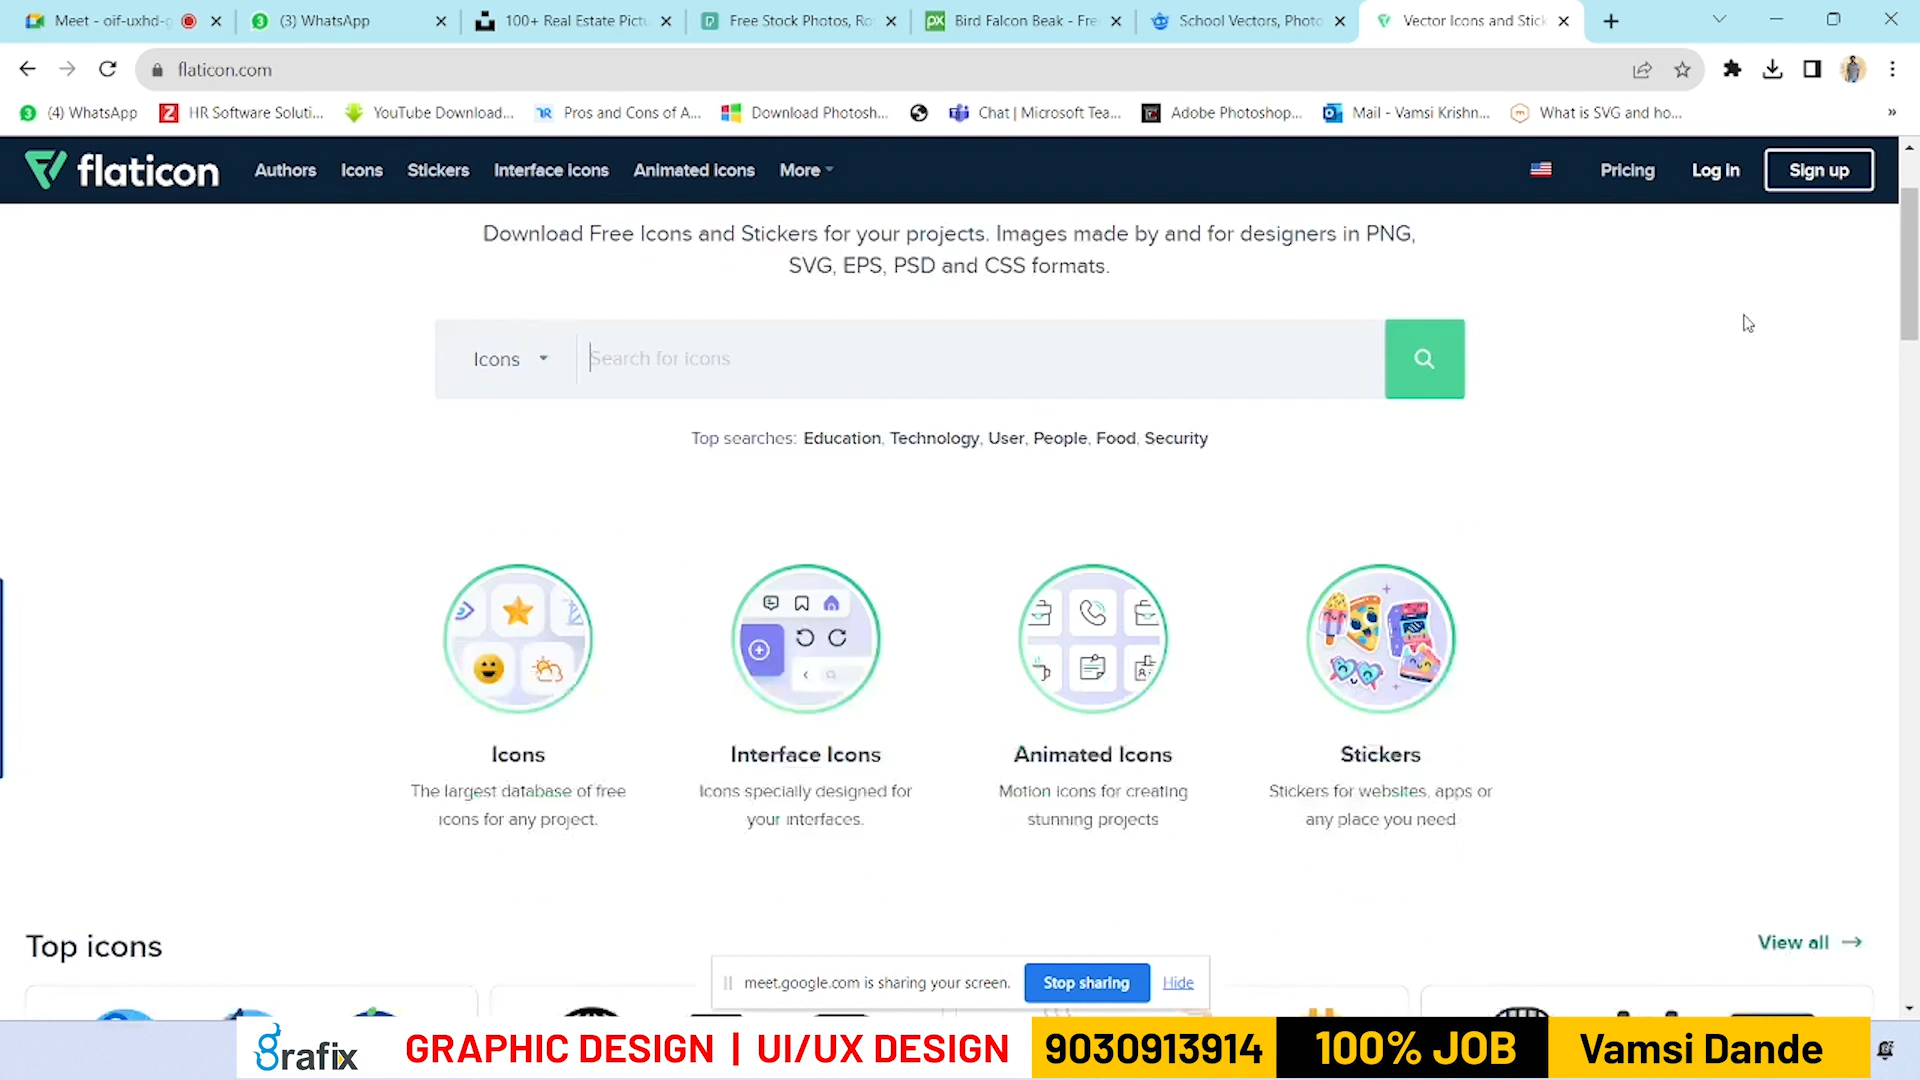 Meet - oif-uxhd-g
(3) WhatsApp
100+ Real Estate Pictu
Free Stock Photos, Ro
Bird Falcon Beak - Fre
School Vectors, Photo
Vector Icons and Stick
flaticon.com
(4) WhatsApp
HR Software Soluti...
YouTube Download...
Pros and Cons of A...
Download Photosh...
Chat | Microsoft Tea...
Adobe Photoshop...
Mail - Vamsi Krishn...
What is SVG and ho...
flaticon
Authors
Icons
Stickers
Interface Icons
Animated Icons
More
Pricing
Log in
Sign up
Download Free Icons and Stickers for your projects. Images made by and for designers in PNG,
SVG, EPS, PSD and CSS formats.
Icons
Search for icons
Top searches: Education, Technology, User, People, Food, Security
Icons
The largest database of free
icons for any project.
Interface Icons
Icons specially designed for
your interfaces.
Animated Icons
Motion icons for creating
stunning projects
Stickers
Stickers for websites, apps or
any place you need
Top icons
View all →
meet.google.com is sharing your screen.
Stop sharing
Hide
Grafix
GRAPHIC DESIGN | UI/UX DESIGN
9030913914
100% JOB
Vamsi Dande